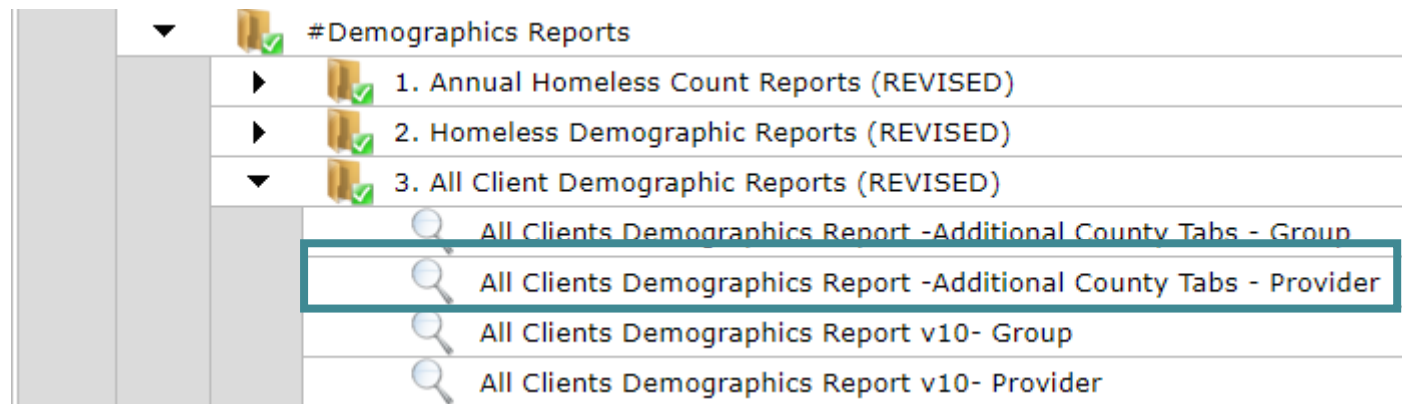 #Demographics Reports
1. Annual Homeless Count Reports (REVISED)
2. Homeless Demographic Reports (REVISED)
3. All Client Demographic Reports (REVISED)
All Clients Demographics Report -Additional County Tabs - Group
All Clients Demographics Report -Additional County Tabs - Provider
All Clients Demographics Report v10- Group
All Clients Demographics Report v10- Provider